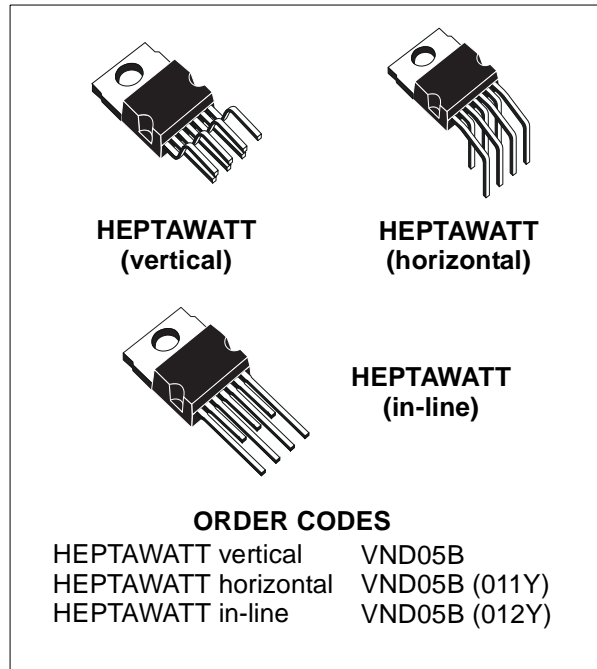 HEPTAWATT
(vertical)
HEPTAWATT
(horizontal)
HEPTAWATT
(in-line)
ORDER CODES
HEPTAWATT vertical VND05B
HEPTAWATT horizontal VND05B (011Y)
HEPTAWATT in-line VND05B (012Y)